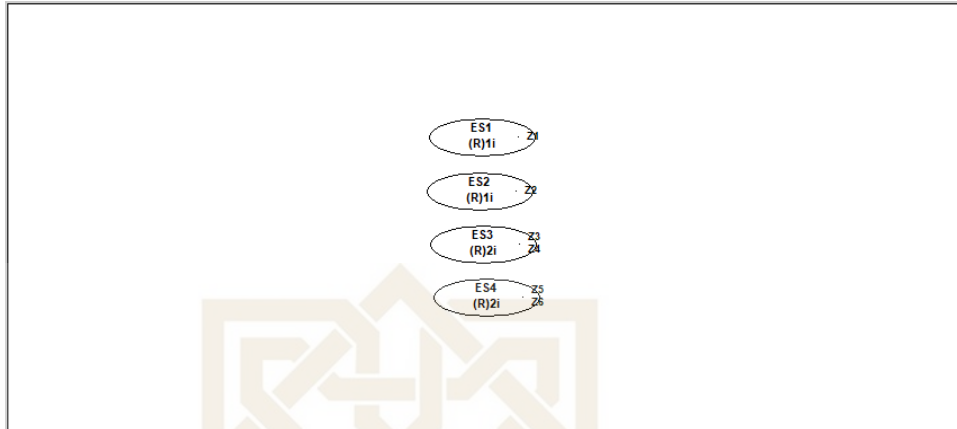 ES1
(R)1i
Z1
ES2
(R)1i
Z2
ES3
(R)2i
Z3
Z4
ES4
(R)2i
Z5
Z6